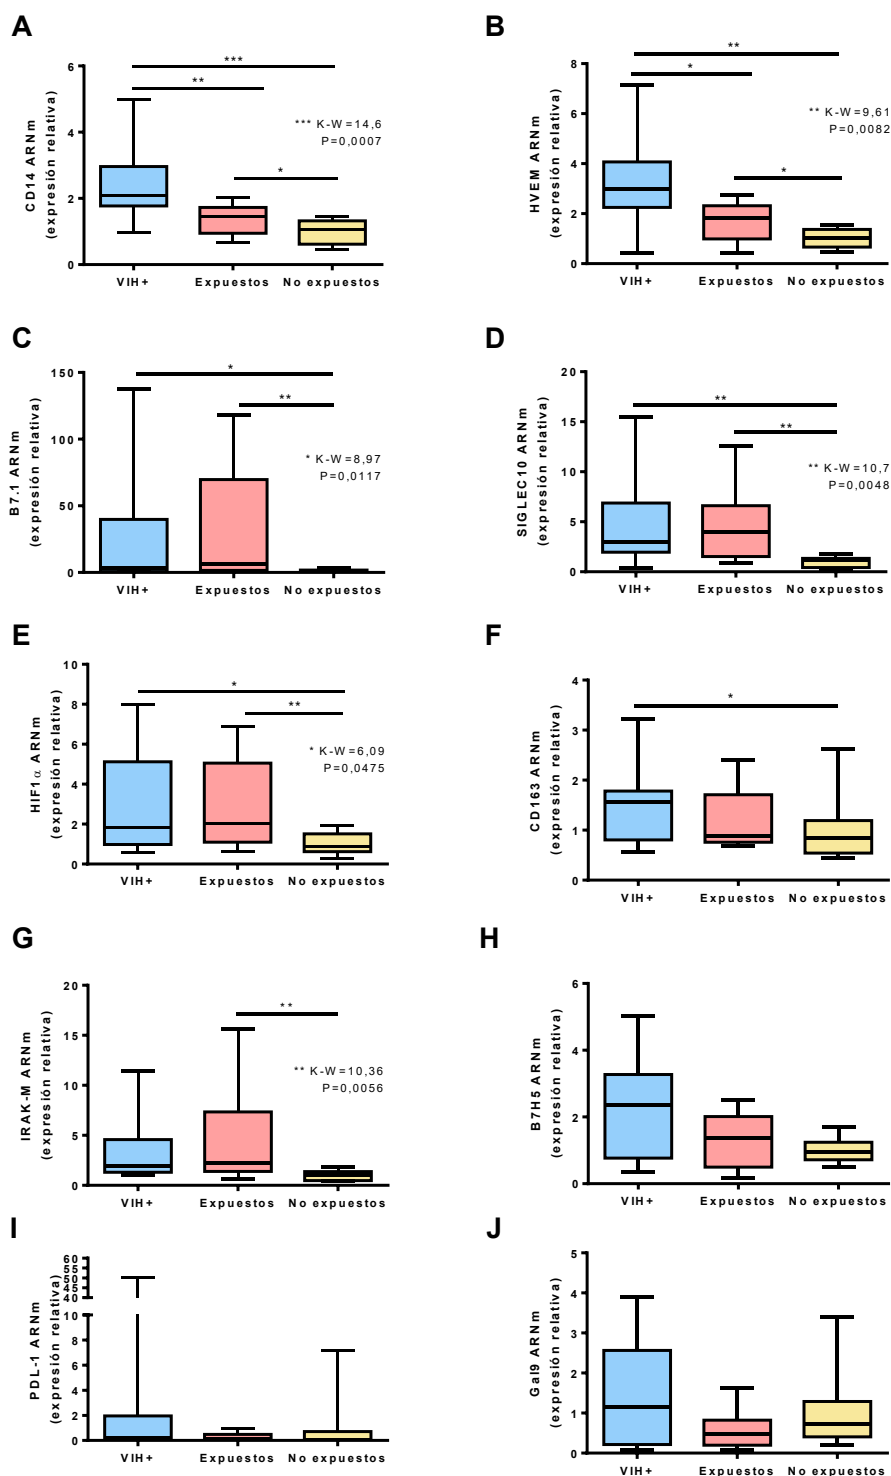 A
CD14 ARNm
(expresión relativa)
6
4
2
0
***
**
*
*** K-W=14,6
P=0,0007
VIH+ Expuestos No expuestos
B
HVEM ARNm
(expresión relativa)
8
6
4
2
0
**
*
*
** K-W=9,61
P=0,0082
VIH+ Expuestos No expuestos
C
B7.1 ARNm
(expresión relativa)
150
100
50
0
*
**
* K-W=8,97
P=0,0117
VIH+ Expuestos No expuestos
D
SIGLEC10 ARNm
(expresión relativa)
20
15
10
5
0
**
**
** K-W=10,7
P=0,0048
VIH+ Expuestos No expuestos
E
HIF1α ARNm
(expresión relativa)
10
8
6
4
2
0
*
**
* K-W=6,09
P=0,0475
VIH+ Expuestos No expuestos
F
CD163 ARNm
(expresión relativa)
4
3
2
1
0
*
VIH+ Expuestos No expuestos
G
IRAK-M ARNm
(expresión relativa)
20
15
10
5
0
**
** K-W=10,36
P=0,0056
VIH+ Expuestos No expuestos
H
B7H5 ARNm
(expresión relativa)
6
4
2
0
VIH+ Expuestos No expuestos
I
PDL-1 ARNm
(expresión relativa)
60
55
50
45
40
10
8
6
4
2
0
VIH+ Expuestos No expuestos
J
Gal9 ARNm
(expresión relativa)
5
4
3
2
1
0
VIH+ Expuestos No expuestos